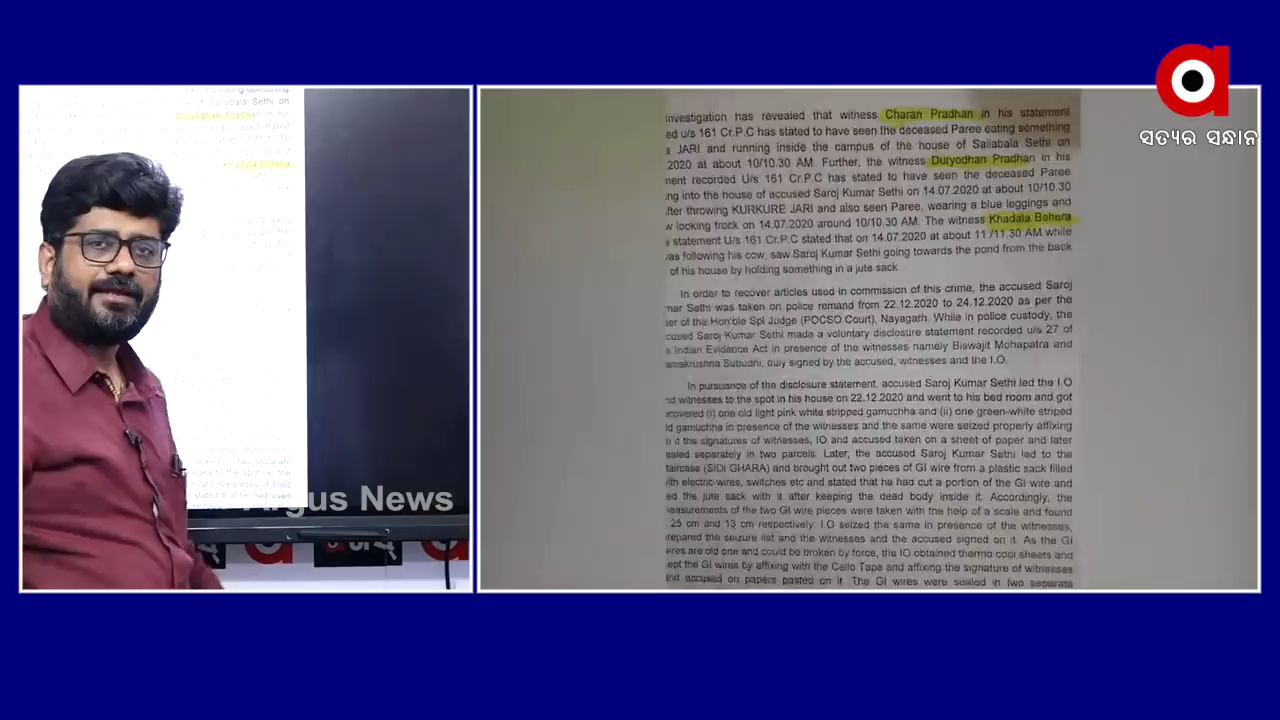 ସତ୍ୟର ସନ୍ଧାନ
Sethi on
Duryodhan Pradhan in his
Khadala Behera
Argus News
investigation has revealed that witness Charan Pradhan in his statement
ed u/s 161 Cr.P.C has stated to have seen the deceased Paree eating something
JARI and running inside the campus of the house of Sailabala Sethi on
.2020 at about 10/10.30 AM. Further, the witness Duryodhan Pradhan in his
ment recorded U/s 161 Cr.P.C has stated to have seen the deceased Paree
ng into the house of accused Saroj Kumar Sethi on 14.07.2020 at about 10/10.30
fter throwing KURKURE JARI and also seen Paree, wearing a blue leggings and
w looking frock on 14.07.2020 around 10/10.30 AM. The witness Khadala Behera
s statement U/s 161 Cr.P.C stated that on 14.07.2020 at about 11/11.30 AM while
vas following his cow, saw Saroj Kumar Sethi going towards the pond from the back
of his house by holding something in a jute sack
In order to recover articles used in commission of this crime, the accused Saroj
mar Sethi was taken on police remand from 22.12.2020 to 24.12.2020 as per the
er of the Hon'ble Spl Judge (POCSO Court), Nayagarh. While in police custody, the
cused Saroj Kumar Sethi made a voluntary disclosure statement recorded u/s 27 of
Indian Evidence Act in presence of the witnesses namely Biswajit Mohapatra and
amakrushna Subudhi, duly signed by the accused, witnesses and the I.O.
In pursuance of the disclosure statement, accused Saroj Kumar Sethi led the I.O
nd witnesses to the spot in his house on 22.12.2020 and went to his bed room and got
covered (i) one old light pink white stripped gamuchha and (ii) one green-white striped
ld gamuchha in presence of the witnesses and the same were seized properly affixing
it the signatures of witnesses, IO and accused taken on a sheet of paper and later
ealed separately in two parcels. Later, the accused Saroj Kumar Sethi led to the
taircase (SIDI GHARA) and brought out two pieces of GI wire from a plastic sack filled
ith electric wires, switches etc and stated that he had cut a portion of the GI wire and
ed the jute sack with it after keeping the dead body inside it. Accordingly, the
easurements of the two GI wire pieces were taken with the help of a scale and found
25 cm and 13 cm respectively. I.O seized the same in presence of the witnesses,
repared the seizure list and the witnesses and the accused signed on it. As the GI
ires are old one and could be broken by force, the IO obtained thermo cool sheets and
ept the GI wires by affixing with the Cello Tape and affixing the signature of witnesses
nd accused on papers pasted on it. The GI wires were sealed in two separate